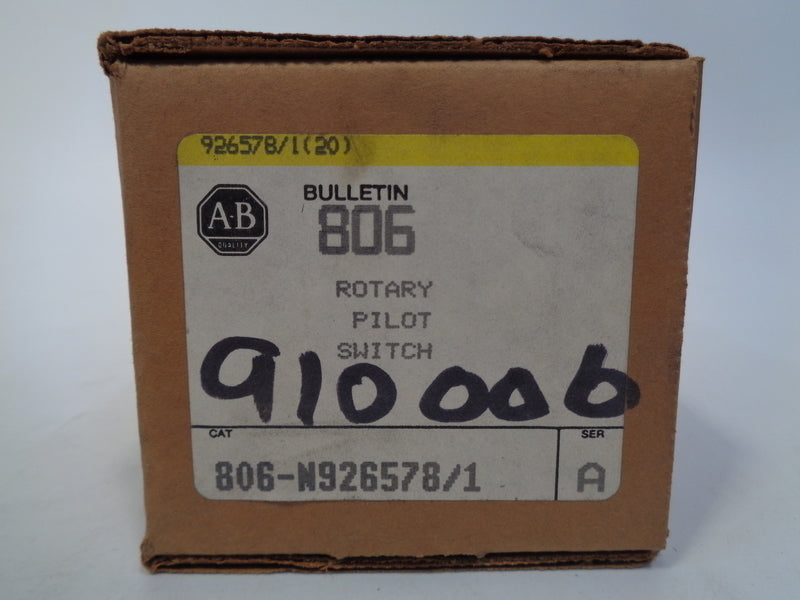 926578/1(20)
A-B
QUALITY
BULLETIN
806
ROTARY
PILOT
SWITCH
910006
CAT
SER
806-N926578/1
A